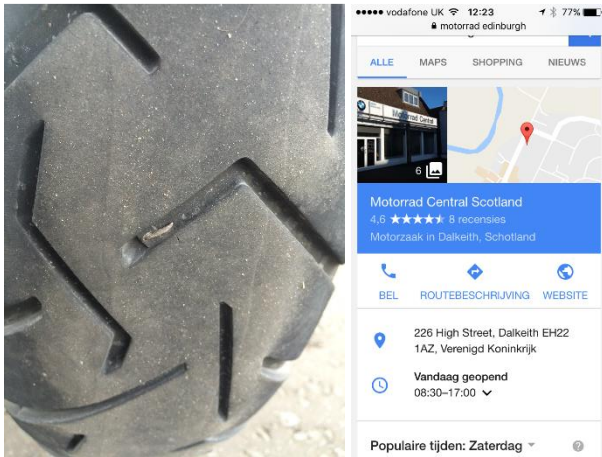 vodafone UK 12:23 77%
motorrad edinburgh
ALLE MAPS SHOPPING NIEUWS
Motorrad Central
6
Motorrad Central Scotland
4,6 ★★★★★ 8 recensies
Motorzaak in Dalkeith, Schotland
BEL ROUTEBESCHRIJVING WEBSITE
226 High Street, Dalkeith EH22
1AZ, Verenigd Koninkrijk
Vandaag geopend
08:30–17:00
Populaire tijden: Zaterdag
?